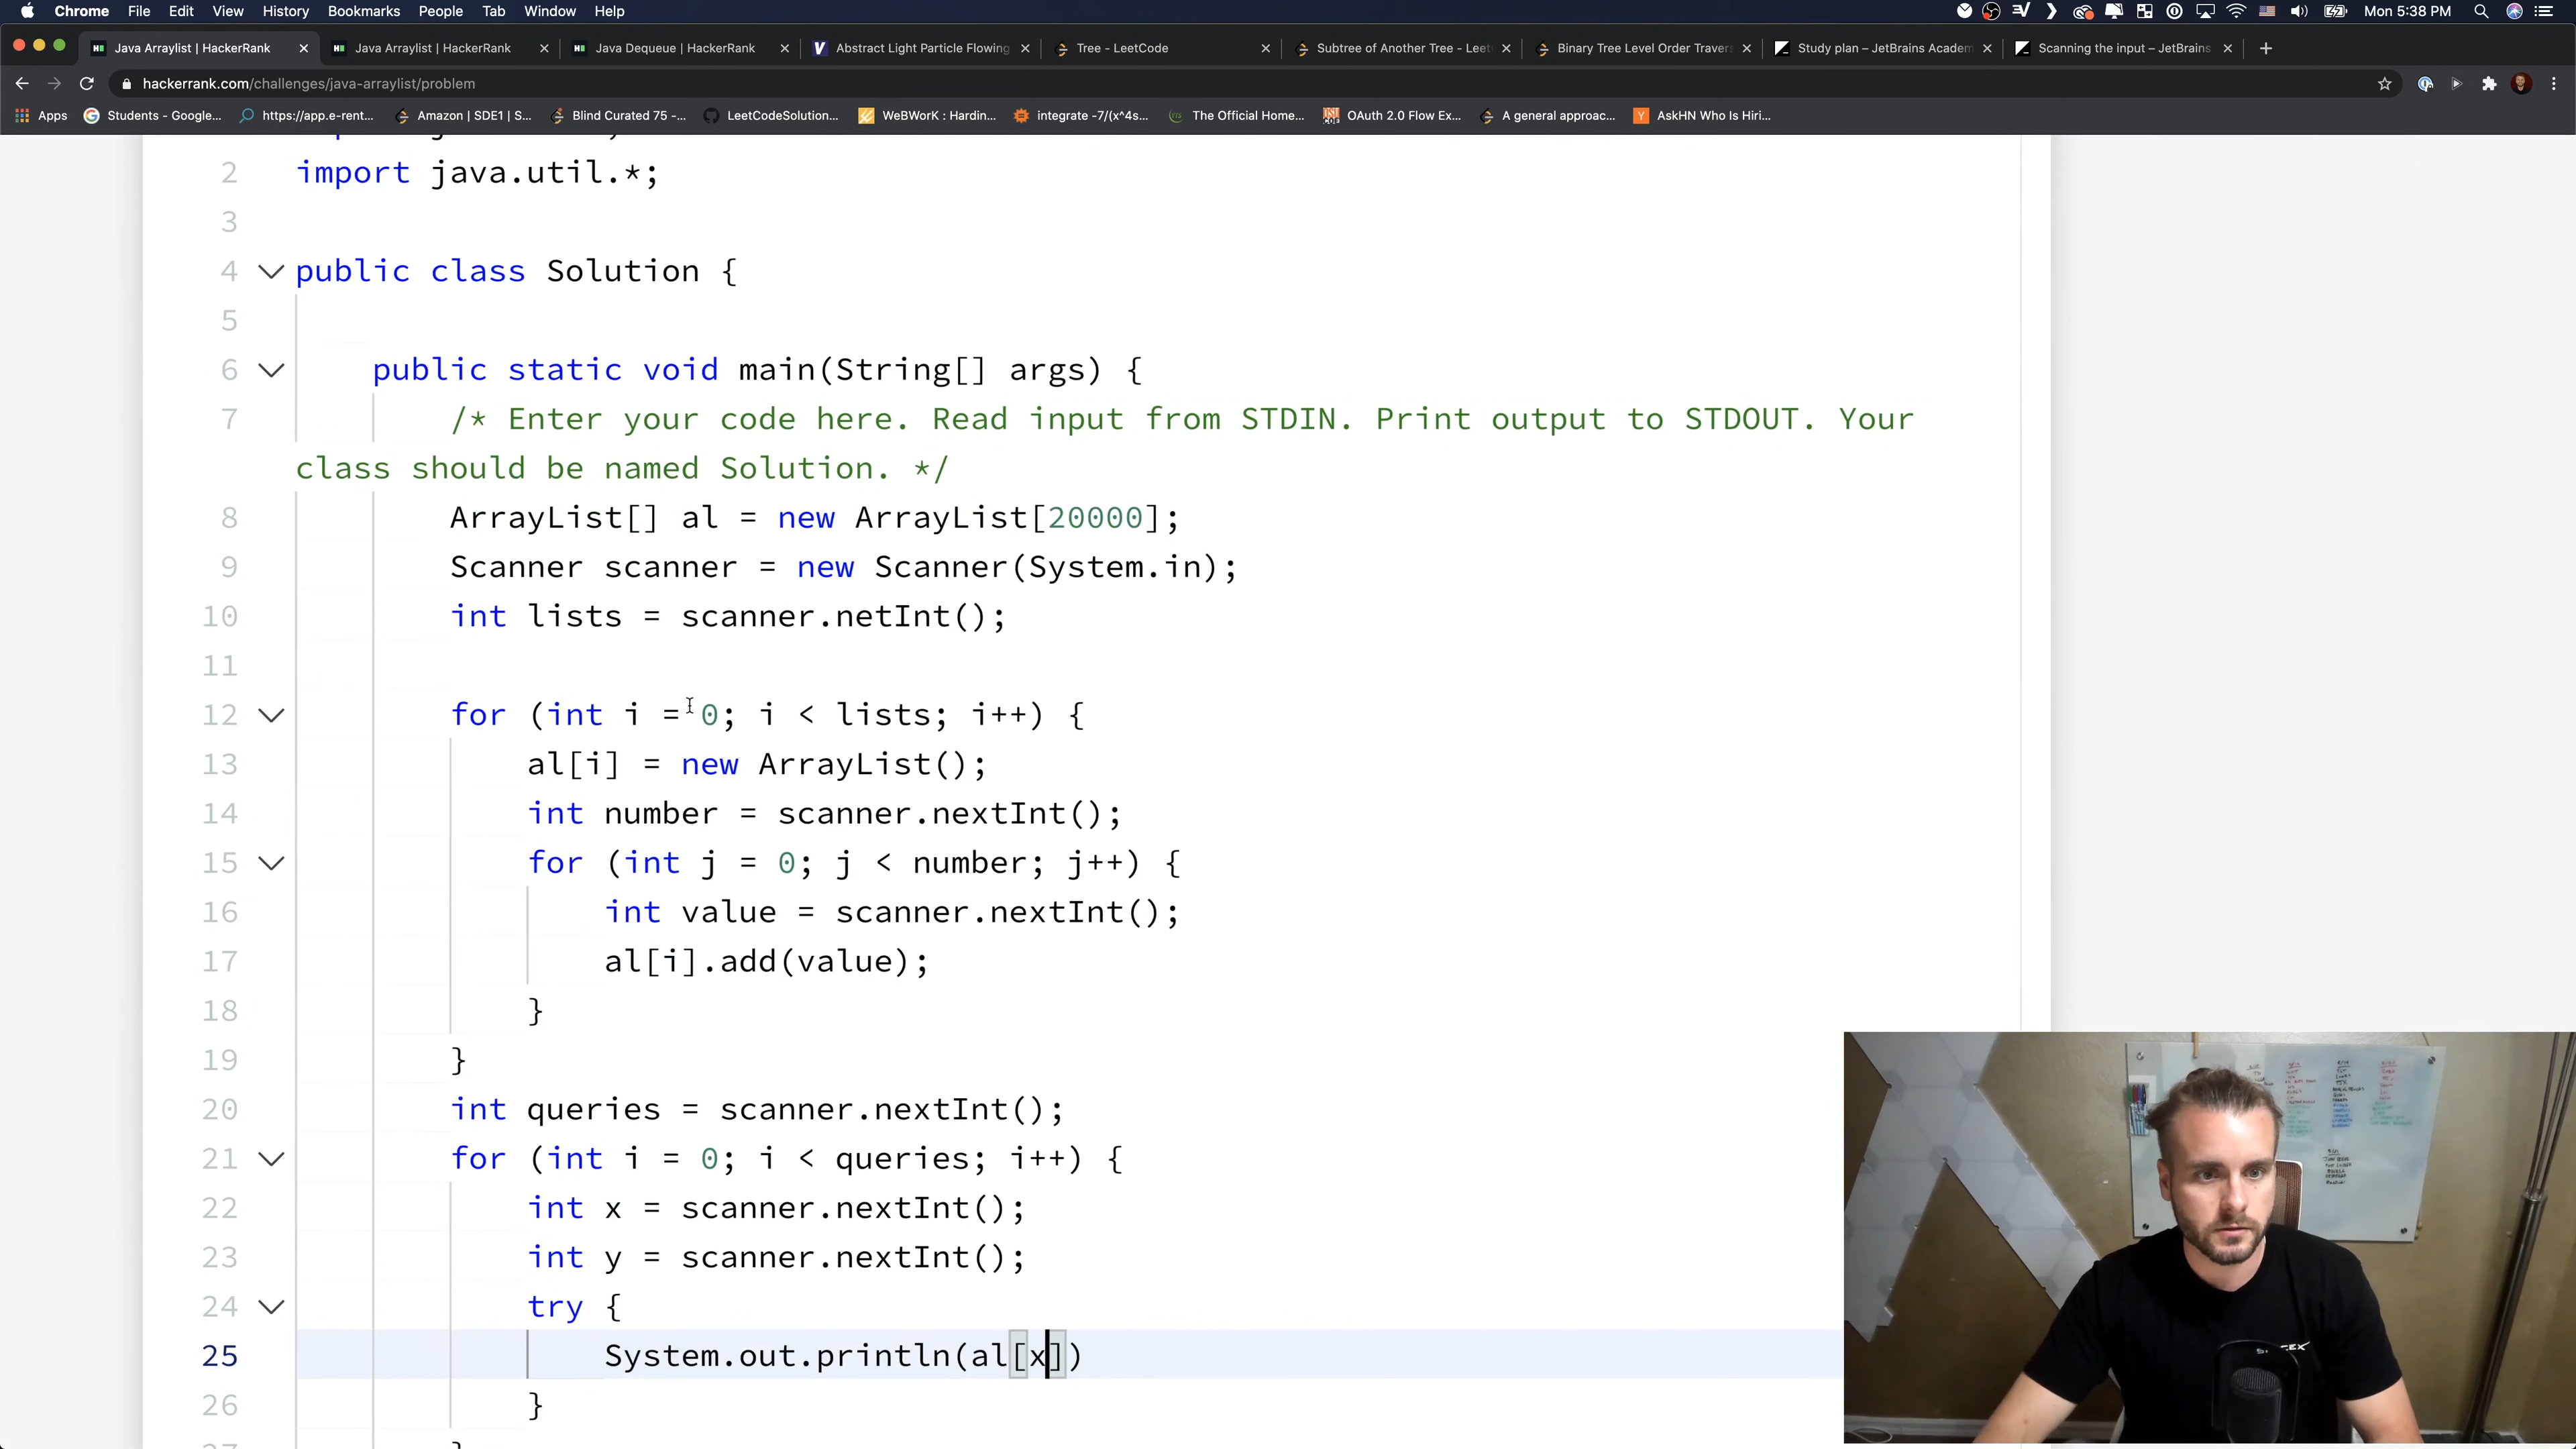 Chrome File Edit View History Bookmarks People Tab Window Help Mon 5:38 PM
Java Arraylist | HackerRank Java Arraylist | HackerRank Java Dequeue | HackerRank Abstract Light Particle Flowing Tree - LeetCode Subtree of Another Tree - Leet Binary Tree Level Order Travers Study plan – JetBrains Academ Scanning the input – JetBrains
hackerrank.com/challenges/java-arraylist/problem
Apps Students - Google... https://app.e-rent... Amazon | SDE1 | S... Blind Curated 75 -... LeetCodeSolution... WeBWorK : Hardin... integrate -7/(x^4s... The Official Home... OAuth 2.0 Flow Ex... A general approac... AskHN Who Is Hiri...
2 import java.util.*;
3
4 public class Solution {
5
6 public static void main(String[] args) {
7 /* Enter your code here. Read input from STDIN. Print output to STDOUT. Your
class should be named Solution. */
8 ArrayList[] al = new ArrayList[20000];
9 Scanner scanner = new Scanner(System.in);
10 int lists = scanner.netInt();
11
12 for (int i = 0; i < lists; i++) {
13 al[i] = new ArrayList();
14 int number = scanner.nextInt();
15 for (int j = 0; j < number; j++) {
16 int value = scanner.nextInt();
17 al[i].add(value);
18 }
19 }
20 int queries = scanner.nextInt();
21 for (int i = 0; i < queries; i++) {
22 int x = scanner.nextInt();
23 int y = scanner.nextInt();
24 try {
25 System.out.println(al[x])
26 }